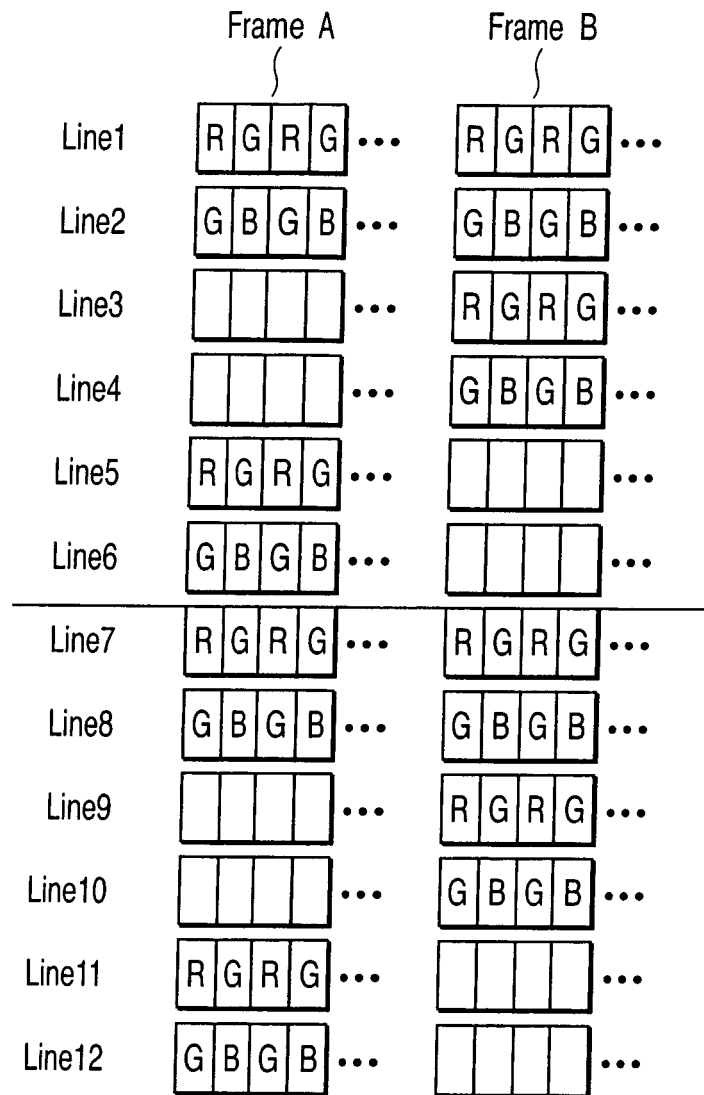 Frame A Frame B
Line1 R G R G ••• R G R G •••
Line2 G B G B ••• G B G B •••
Line3 ••• R G R G •••
Line4 ••• G B G B •••
Line5 R G R G ••• •••
Line6 G B G B ••• •••
Line7 R G R G ••• R G R G •••
Line8 G B G B ••• G B G B •••
Line9 ••• R G R G •••
Line10 ••• G B G B •••
Line11 R G R G ••• •••
Line12 G B G B ••• •••